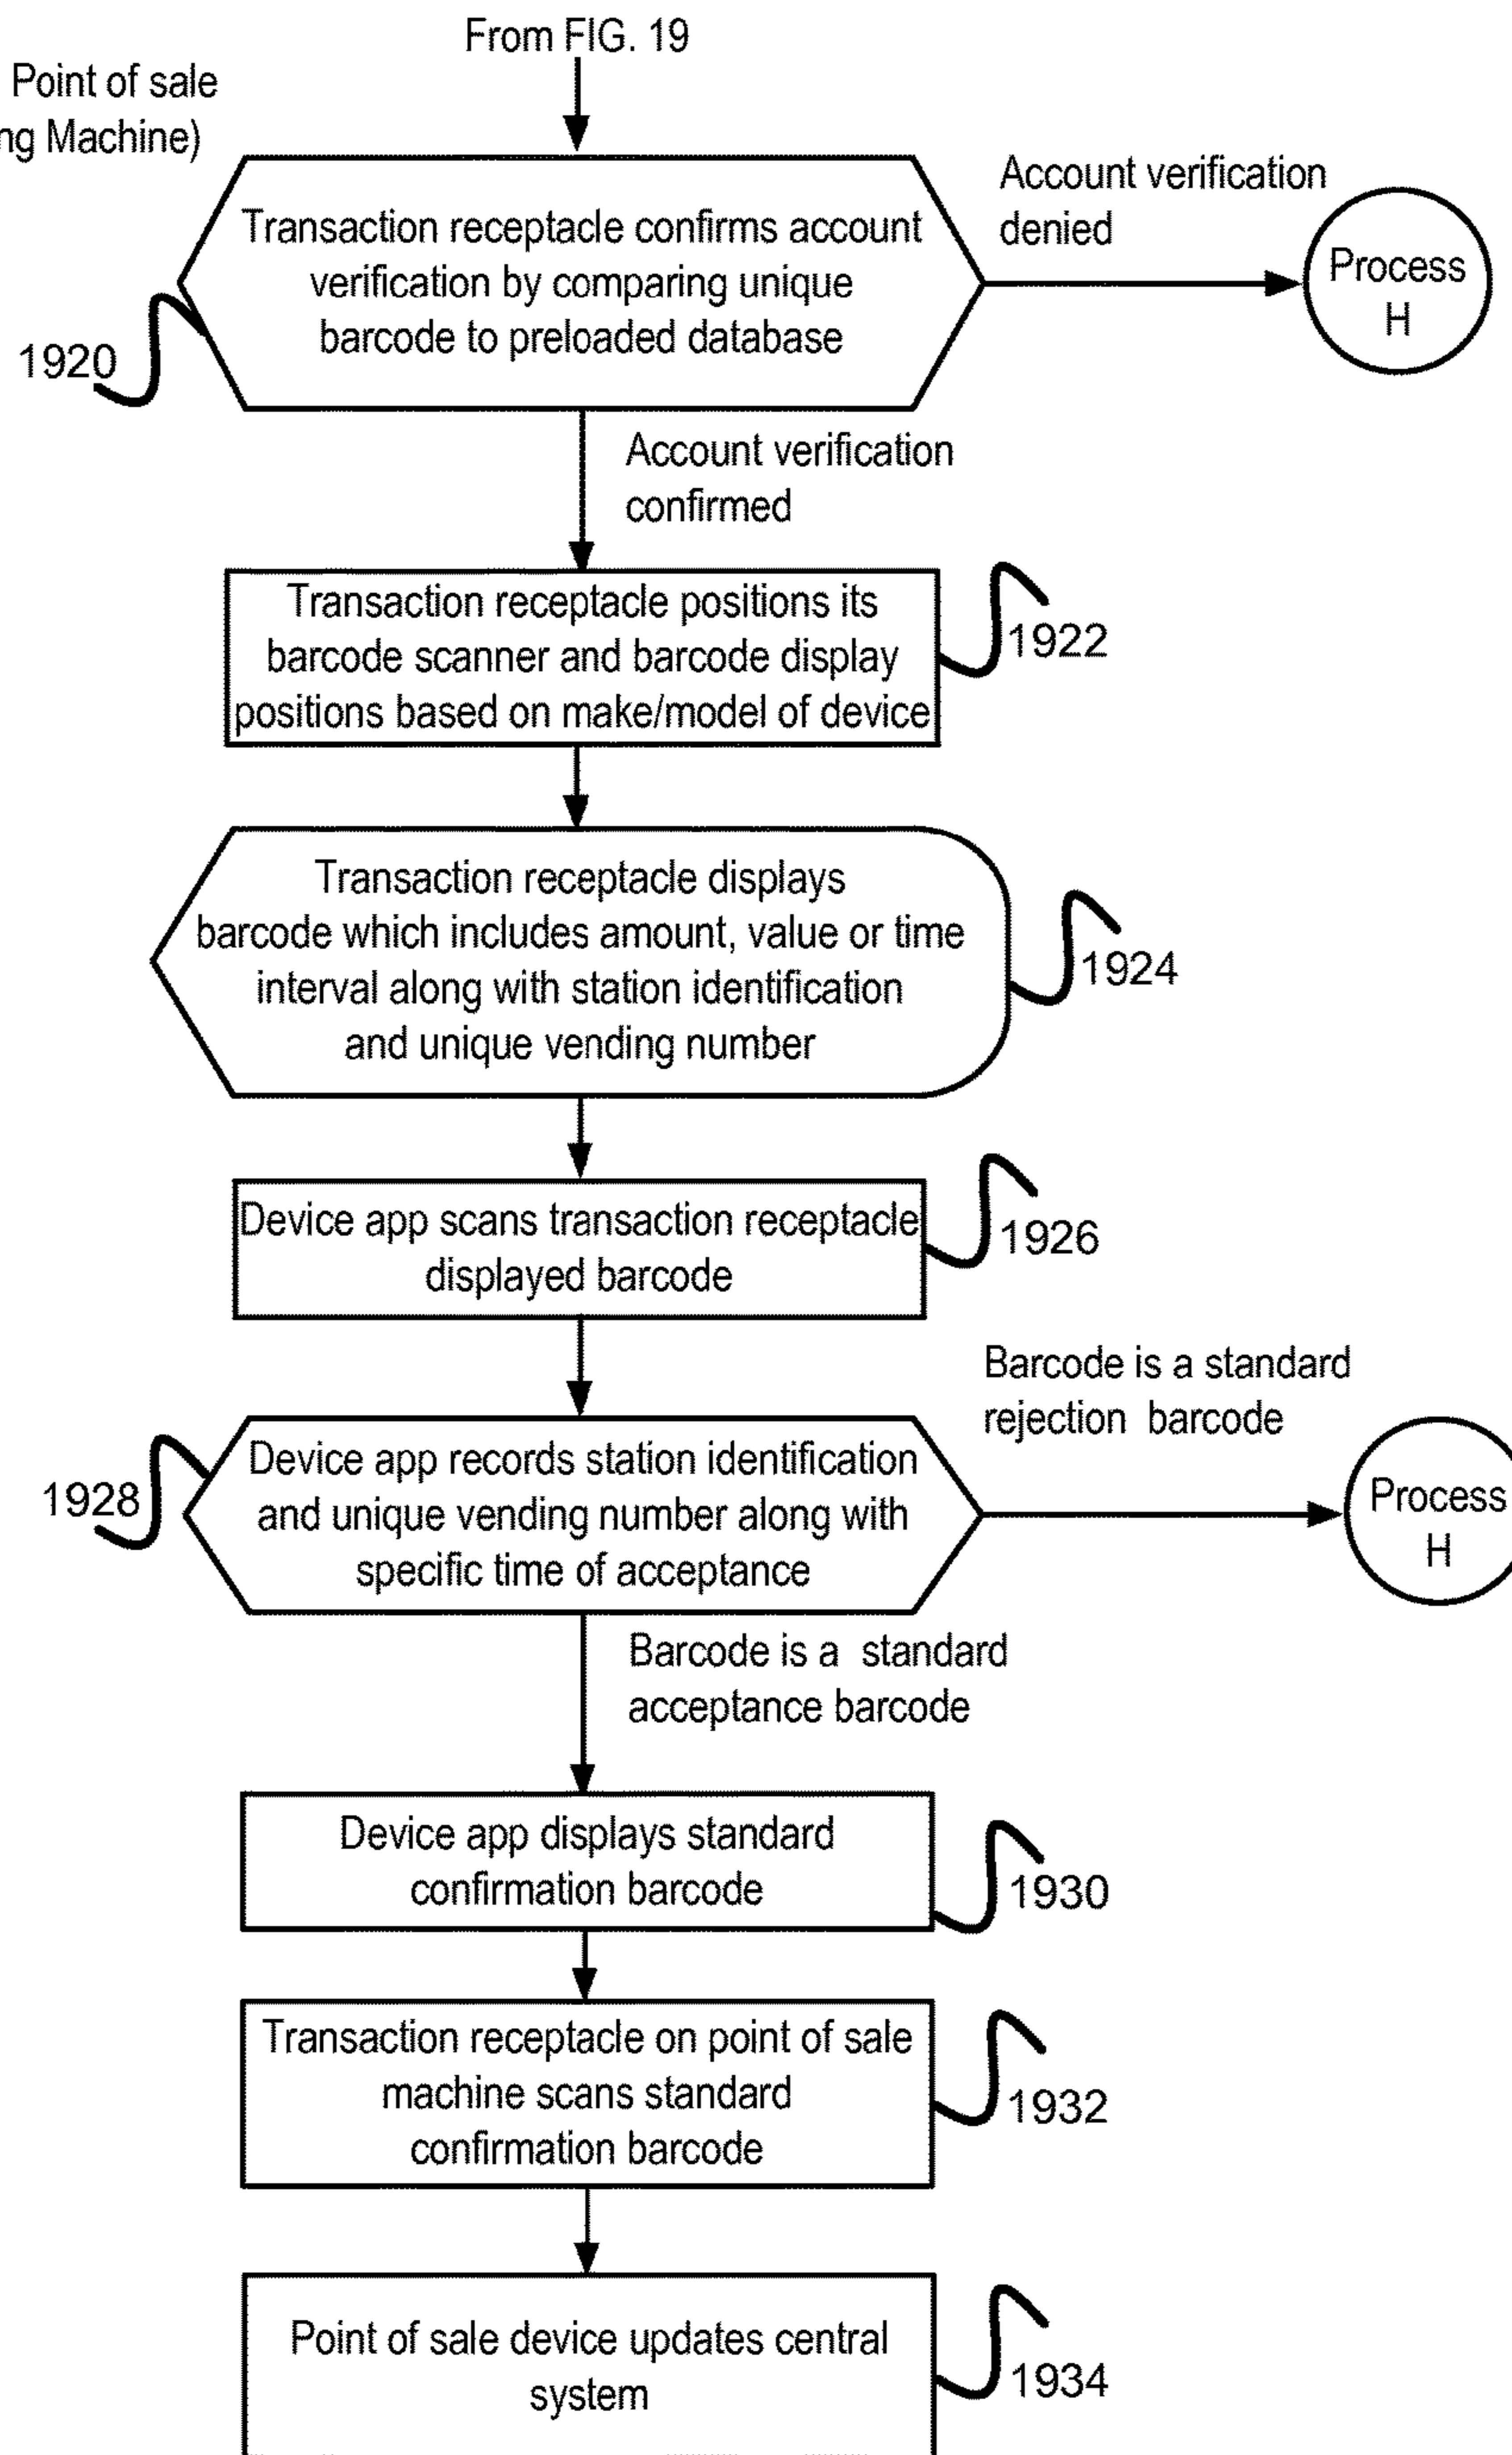 From FIG. 19
Point of sale
Machine)
Transaction receptacle confirms account
verification by comparing unique
barcode to preloaded database
Account verification
denied
Process
H
1920
Account verification
confirmed
Transaction receptacle positions its
barcode scanner and barcode display
positions based on make/model of device
1922
Transaction receptacle displays
barcode which includes amount, value or time
interval along with station identification
and unique vending number
1924
Device app scans transaction receptacle
displayed barcode
1926
Barcode is a standard
rejection barcode
Device app records station identification
and unique vending number along with
specific time of acceptance
1928
Process
H
Barcode is a standard
acceptance barcode
Device app displays standard
confirmation barcode
1930
Transaction receptacle on point of sale
machine scans standard
confirmation barcode
1932
Point of sale device updates central
system
1934